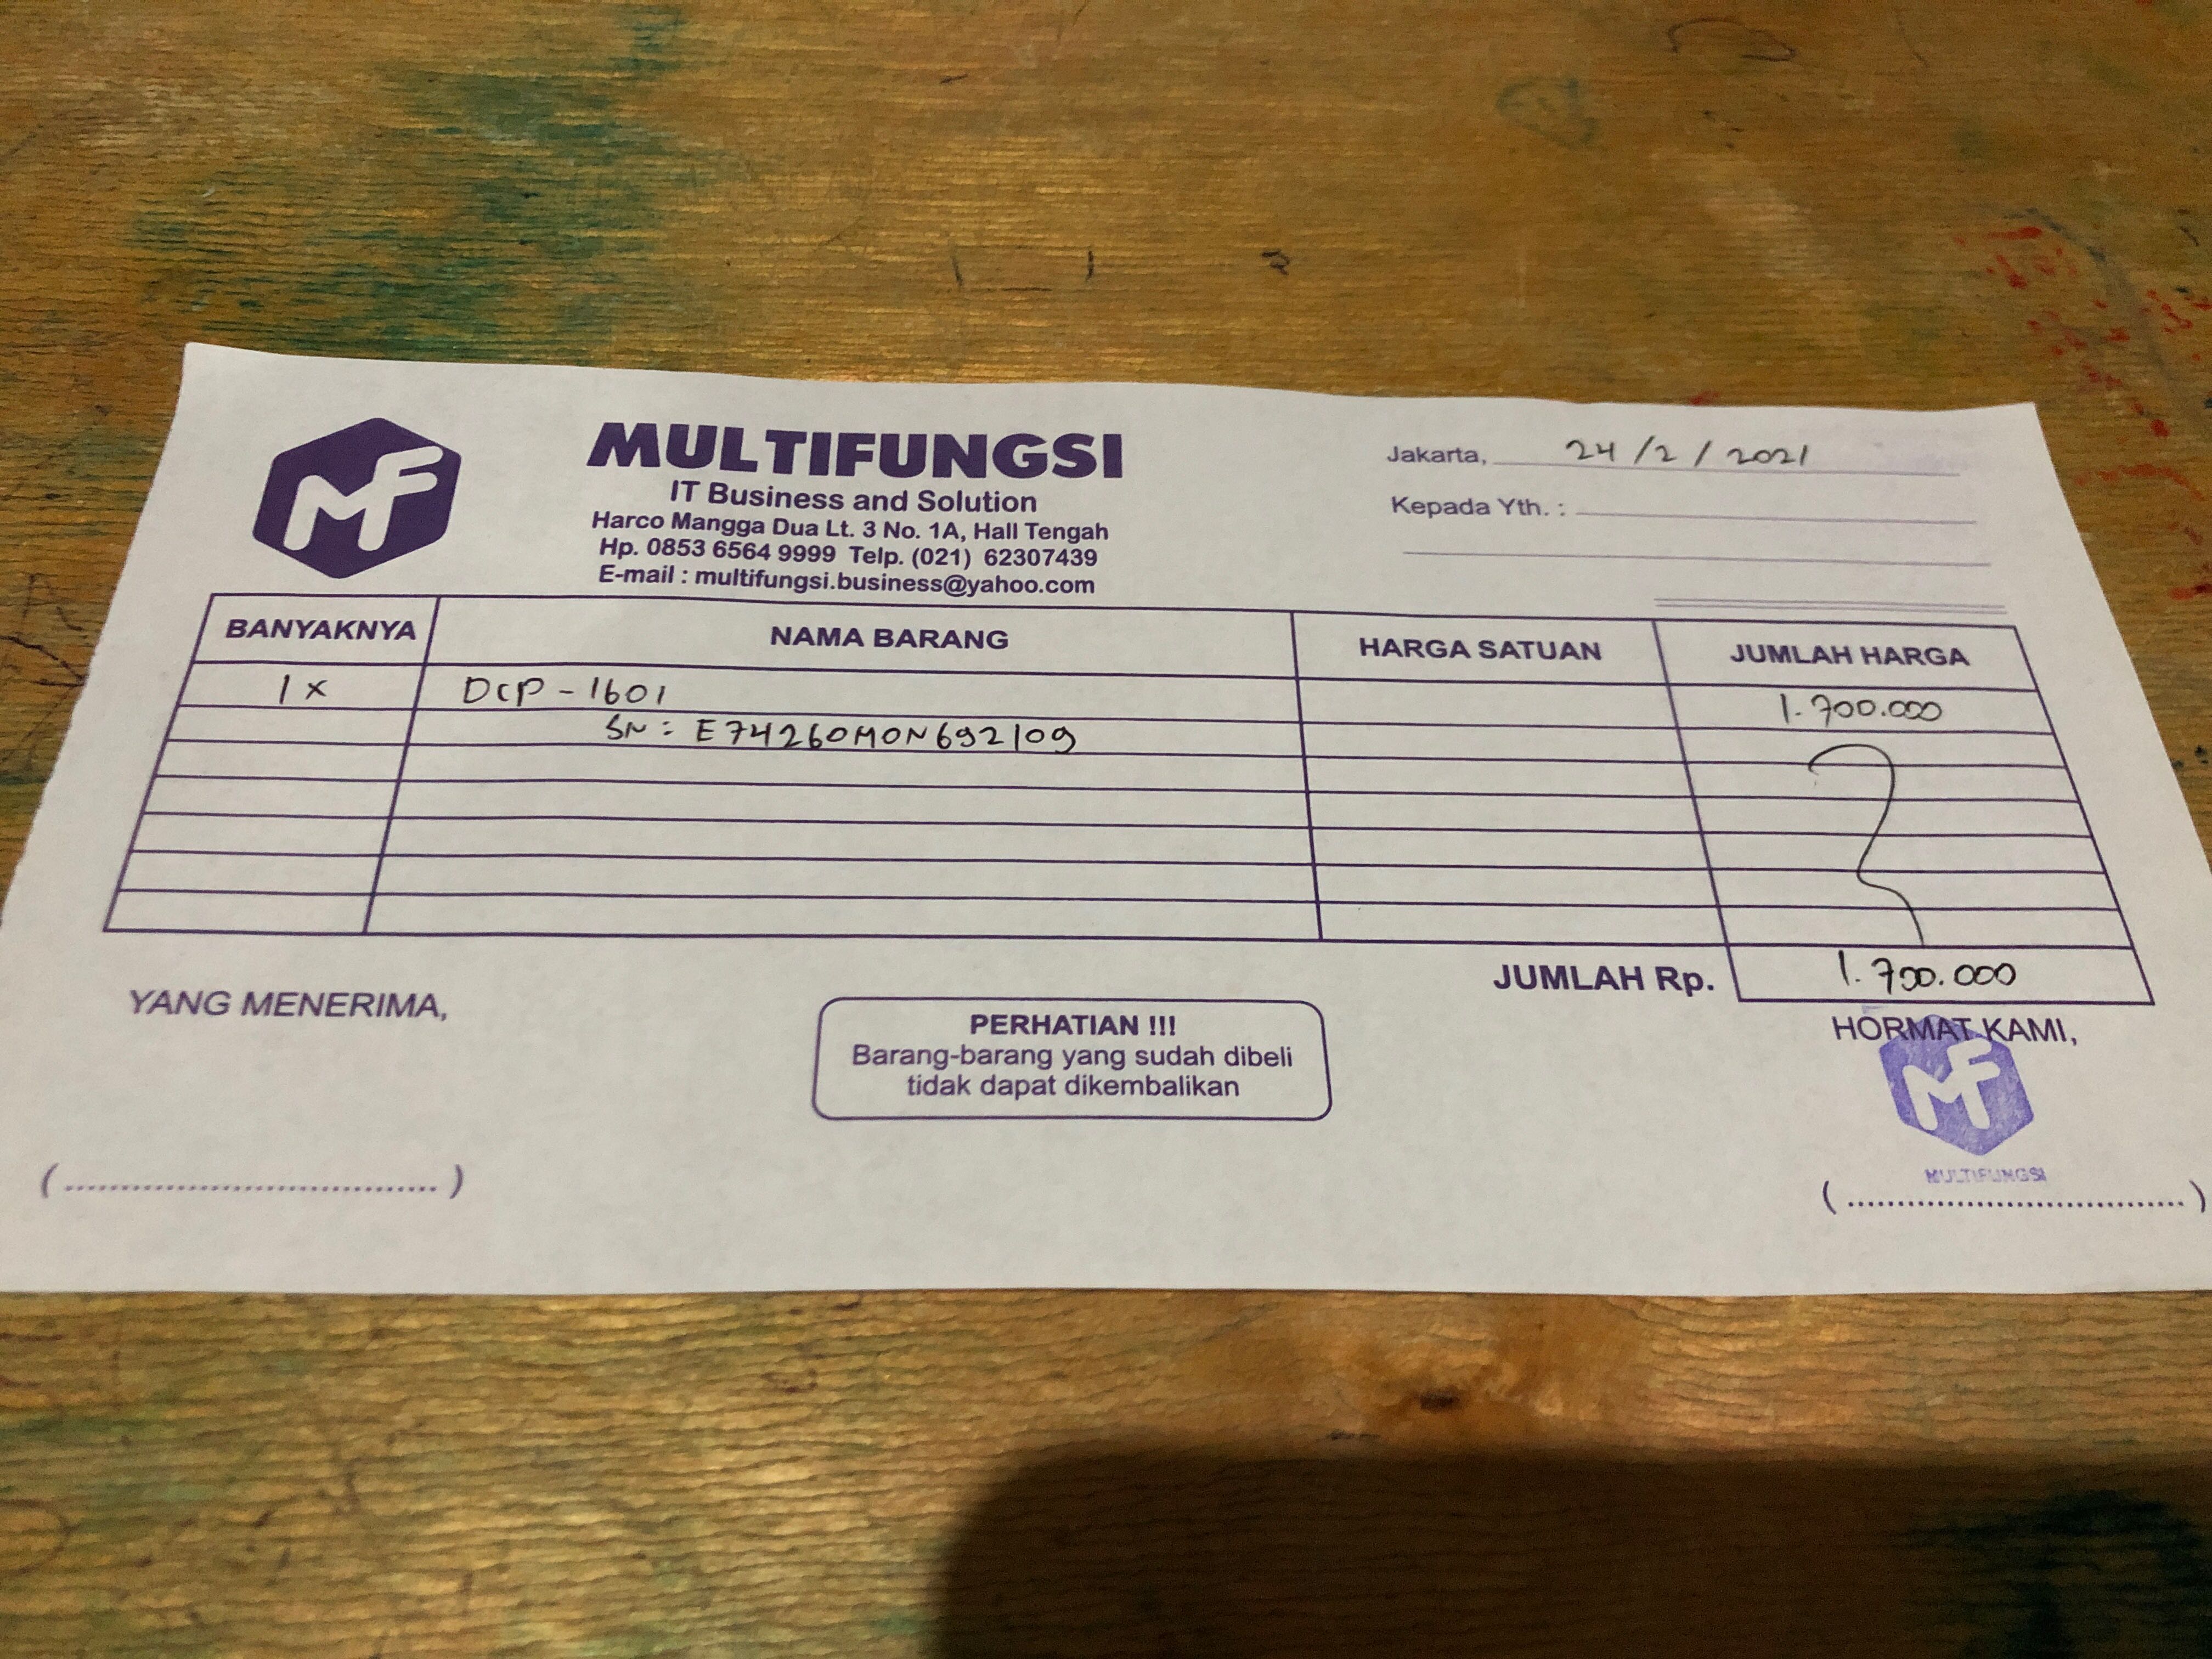 MF
MULTIFUNGSI
IT Business and Solution
Harco Mangga Dua Lt. 3 No. 1A, Hall Tengah
Hp. 0853 6564 9999 Telp. (021) 62307439
E-mail : multifungsi.business@yahoo.com
Jakarta, 24/2/2021
Kepada Yth. :
BANYAKNYA NAMA BARANG HARGA SATUAN JUMLAH HARGA
1x DCP-1601 1.700.000
SN: E74260M0N692109
JUMLAH Rp. 1.700.000
YANG MENERIMA,
PERHATIAN !!!
Barang-barang yang sudah dibeli
tidak dapat dikembalikan
HORMAT KAMI,
MF
MULTIFUNGSI
(..................................) (..................................)